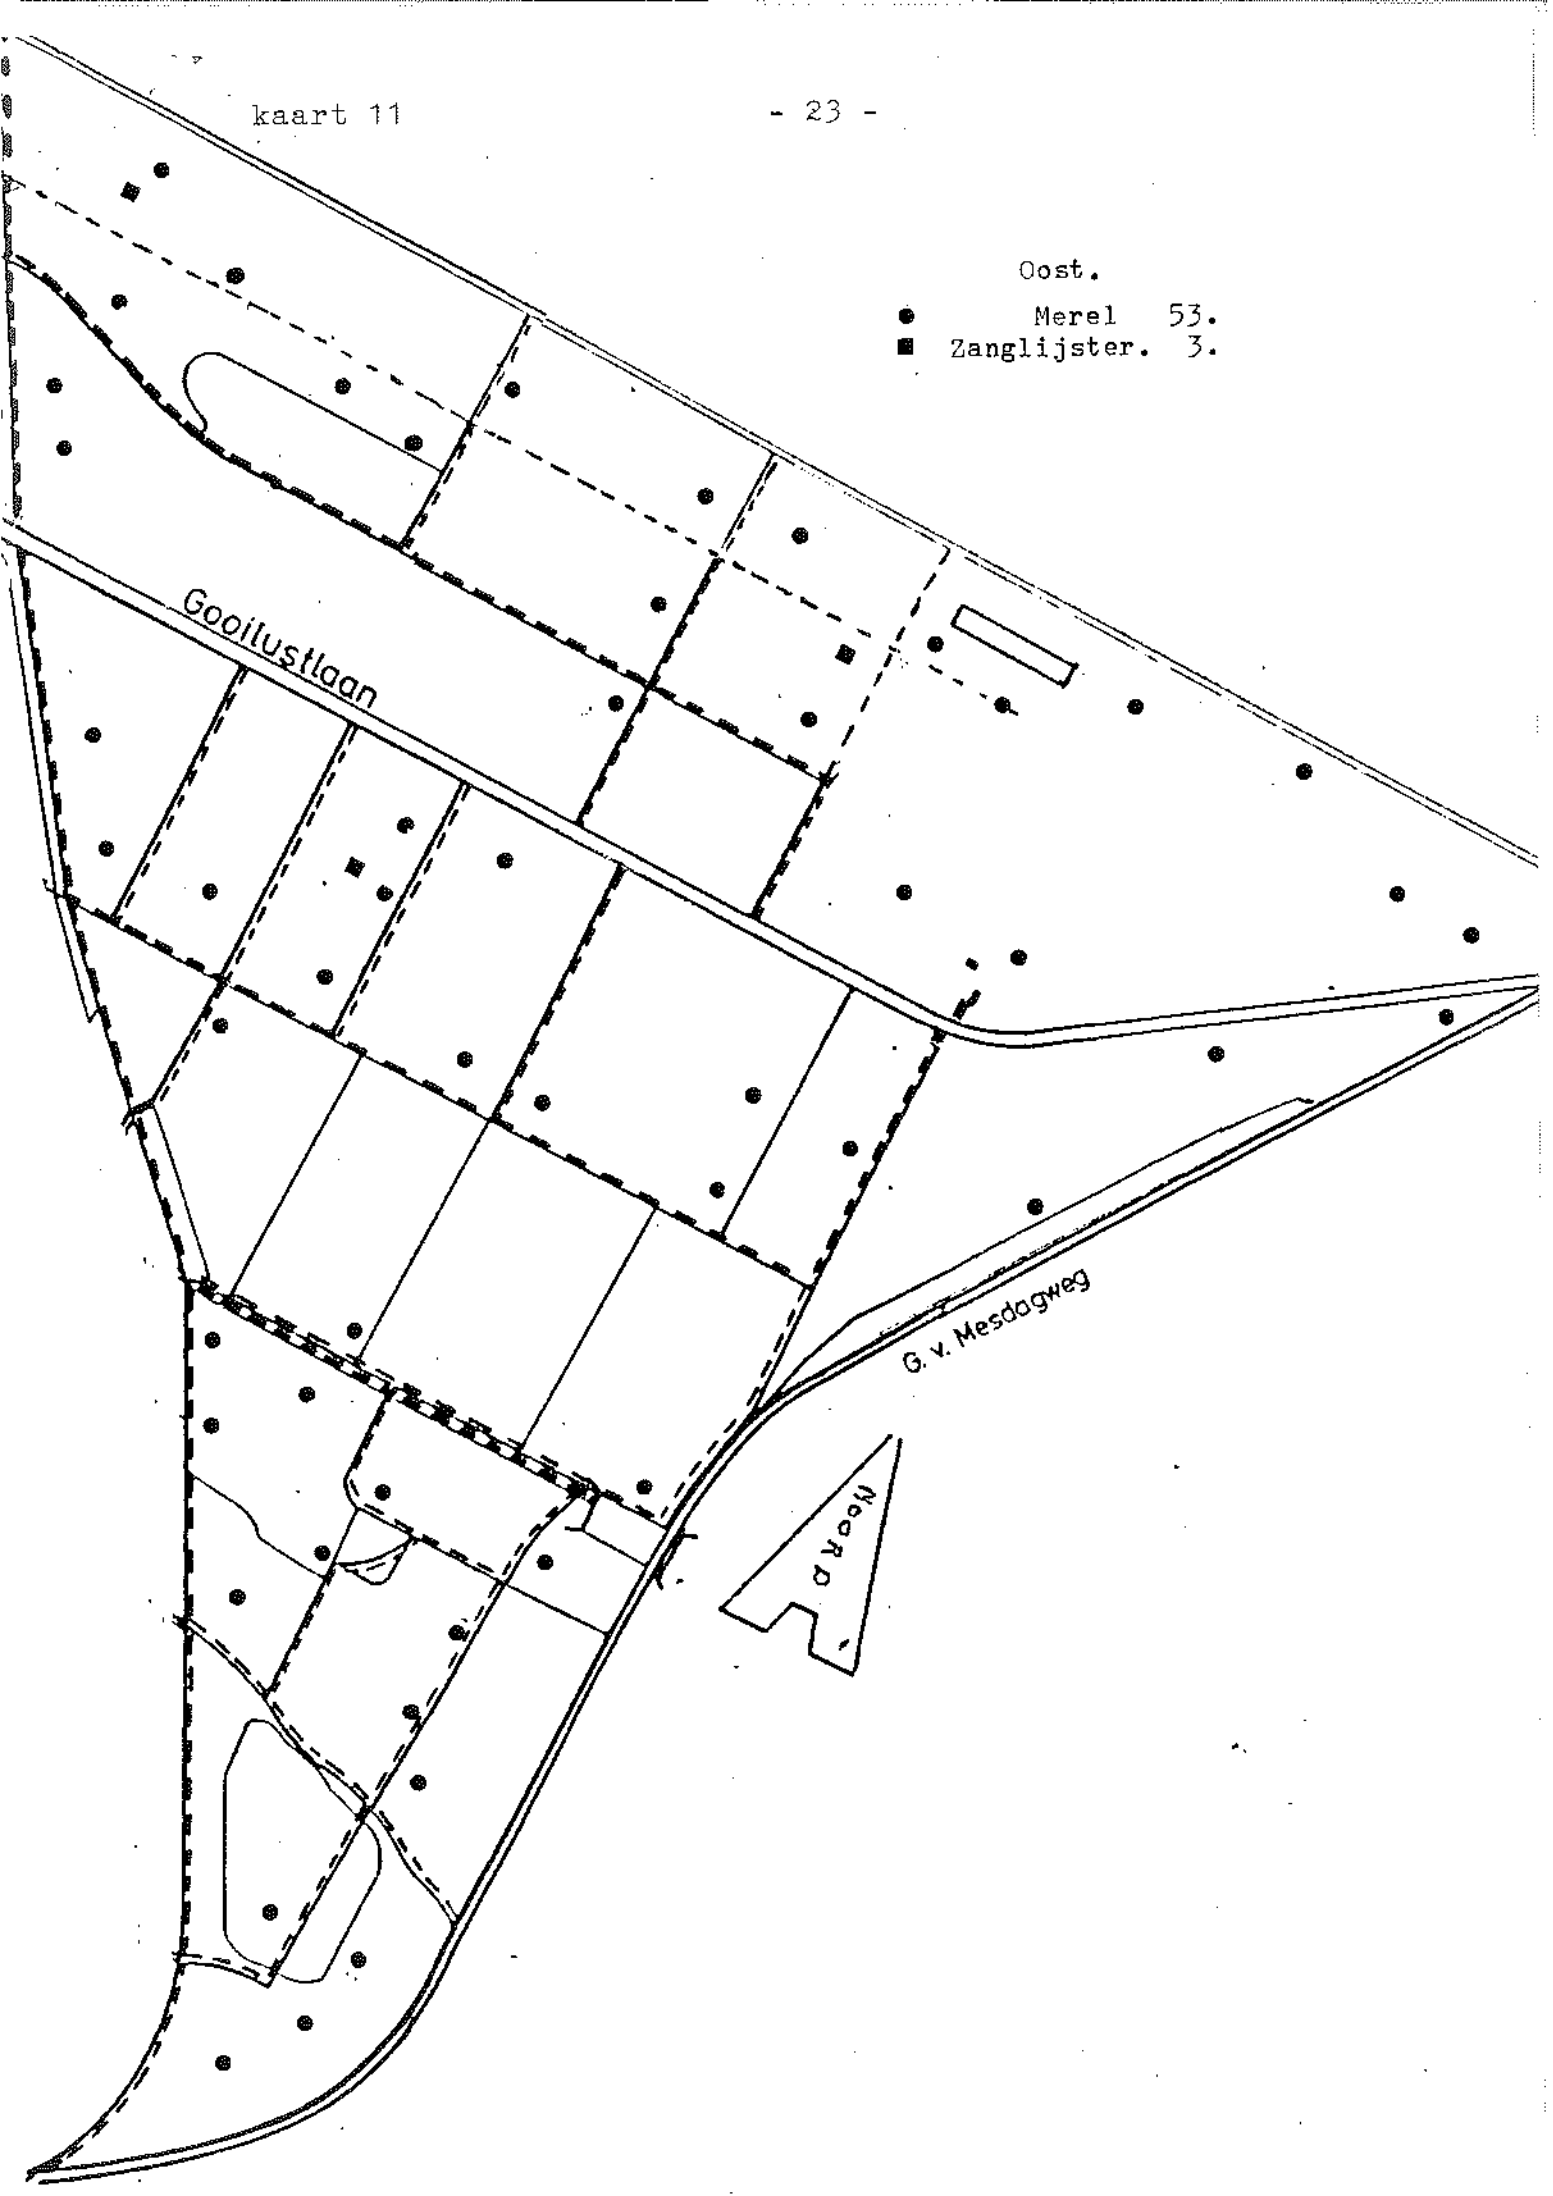 kaart 11
- 23 -
Oost.
● Merel 53.
■ Zanglijster. 3.
Gooilustlaan
G. v. Mesdagweg
NOORD